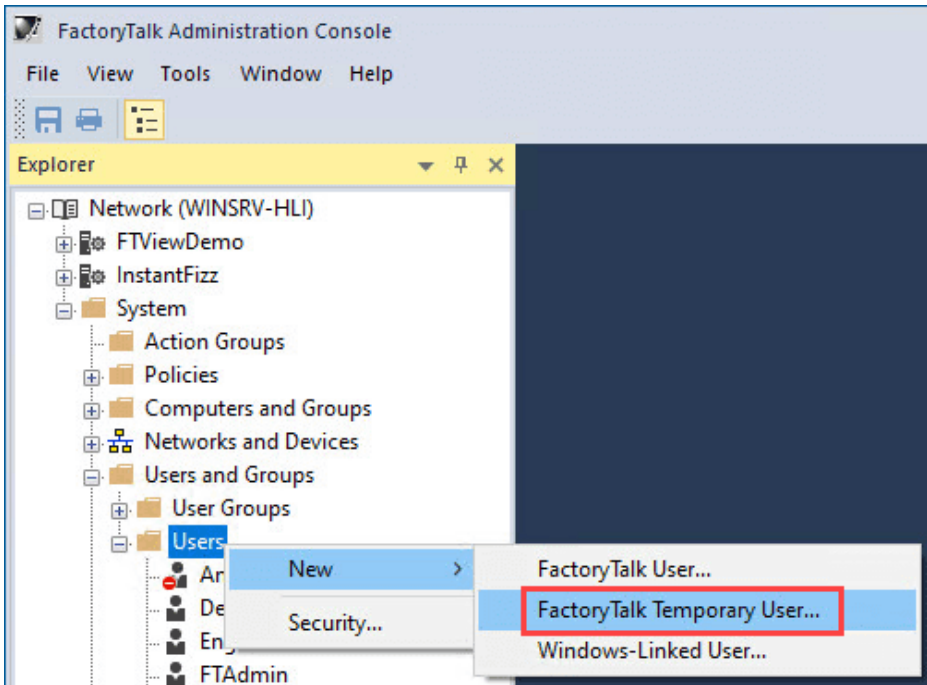 FactoryTalk Administration Console
File View Tools Window Help
Explorer
Network (WINSRV-HLI)
FTViewDemo
InstantFizz
System
Action Groups
Policies
Computers and Groups
Networks and Devices
Users and Groups
User Groups
Users
New
Security...
FactoryTalk User...
FactoryTalk Temporary User...
Windows-Linked User...
FTAdmin